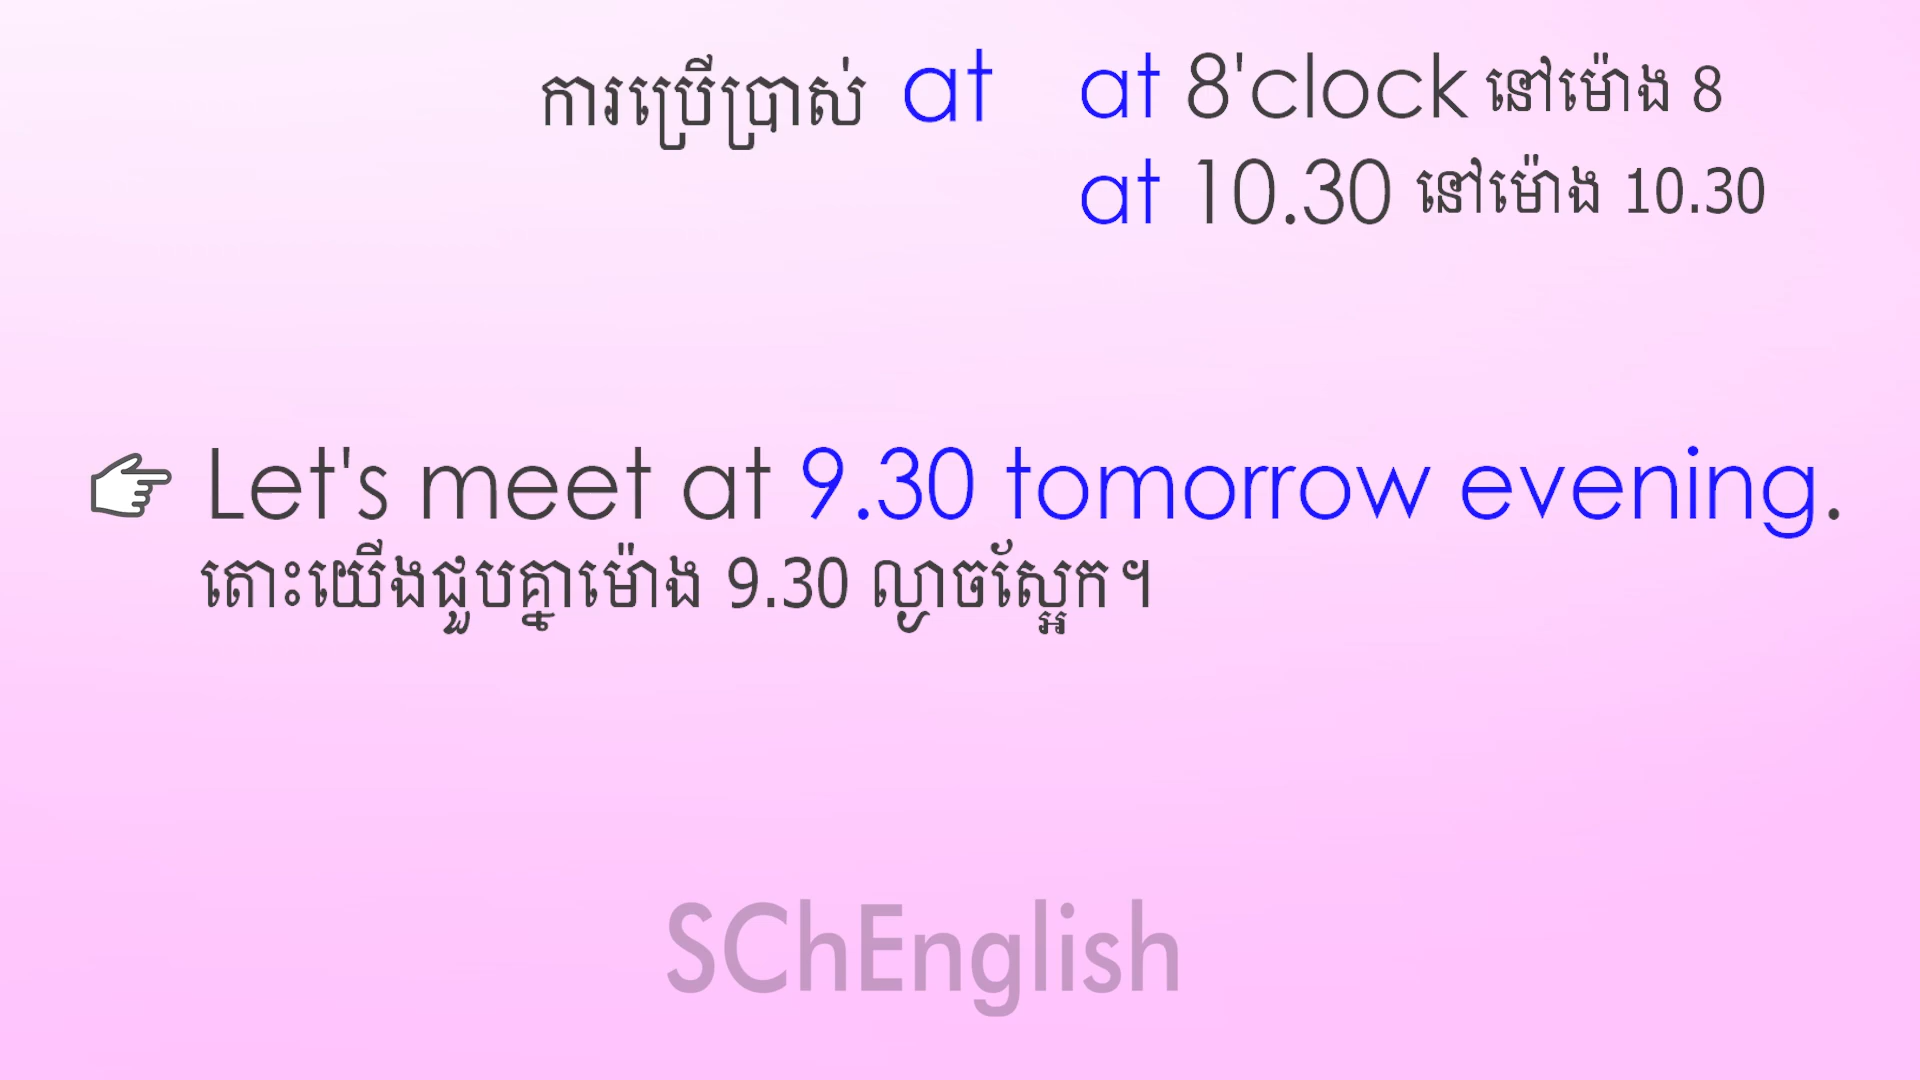 ការប្រើប្រាស់ at
at 8'clock នៅម៉ោង 8
at 10.30 នៅម៉ោង 10.30
Let's meet at 9.30 tomorrow evening.
តោះយើងជួបគ្នាម៉ោង 9.30 ល្ងាចស្អែក។
SChEnglish